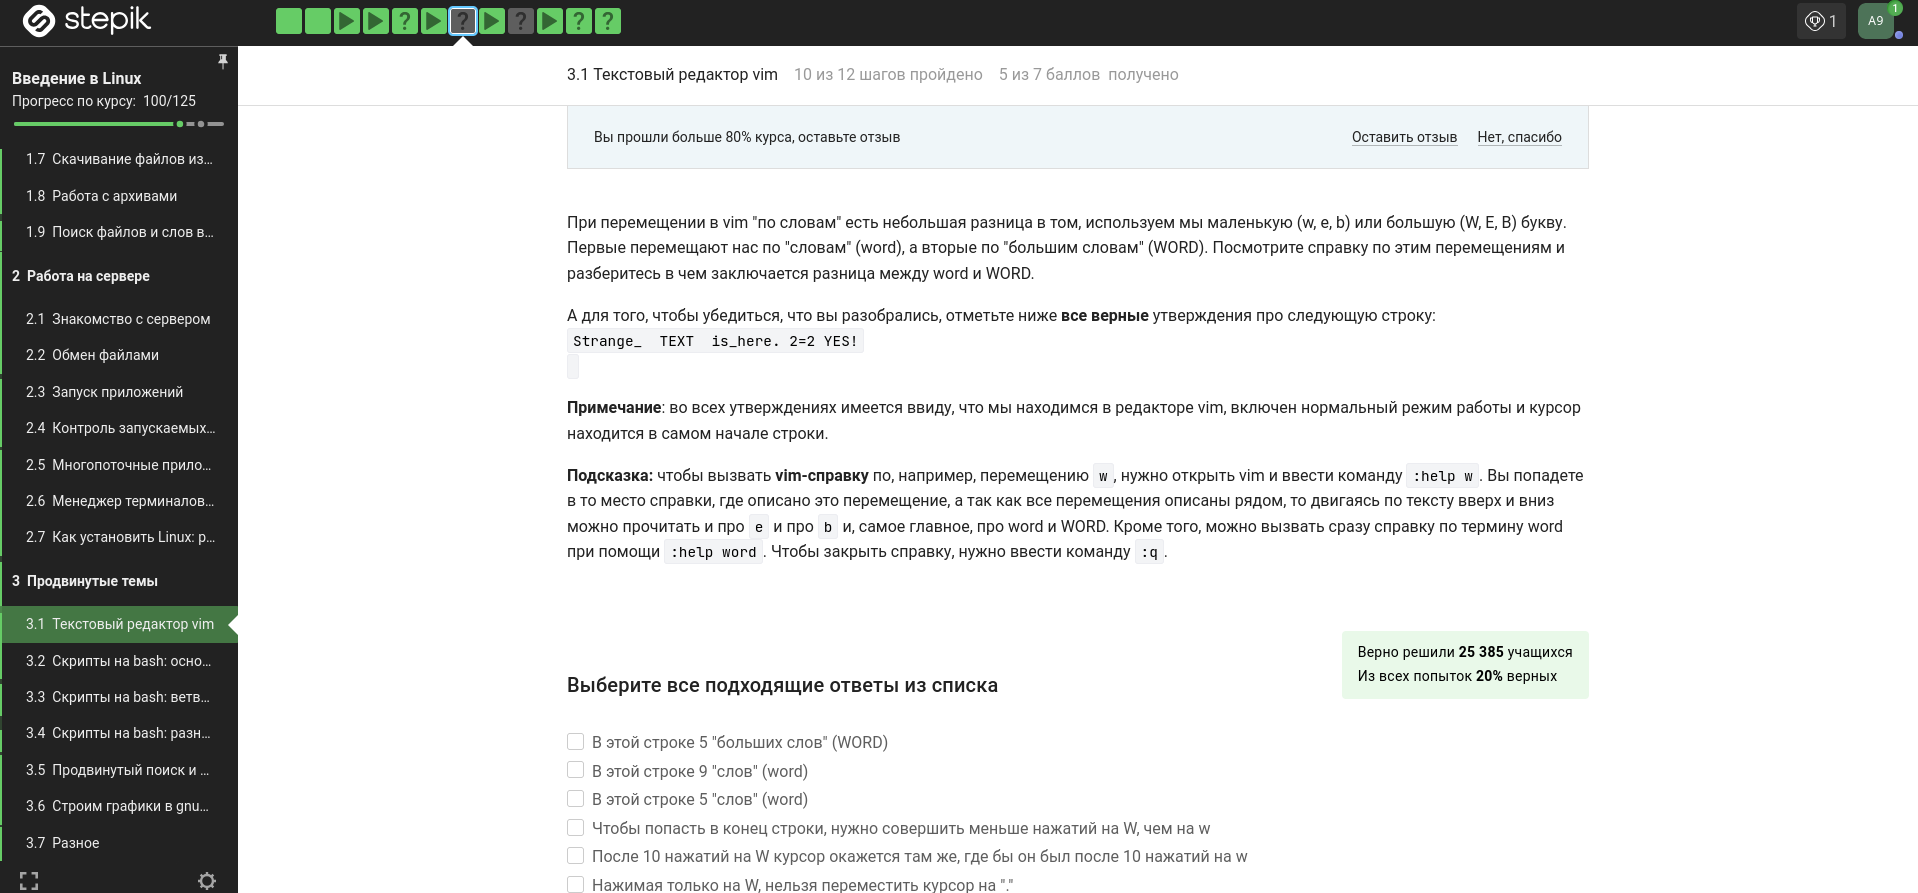 stepik
?
?
?
?
?
1
A9
1
Введение в Linux
Прогресс по курсу: 100/125
1.7 Скачивание файлов из...
1.8 Работа с архивами
1.9 Поиск файлов и слов в...
2 Работа на сервере
2.1 Знакомство с сервером
2.2 Обмен файлами
2.3 Запуск приложений
2.4 Контроль запускаемых...
2.5 Многопоточные прило...
2.6 Менеджер терминалов...
2.7 Как установить Linux: р...
3 Продвинутые темы
3.1 Текстовый редактор vim
3.2 Скрипты на bash: осно...
3.3 Скрипты на bash: ветв...
3.4 Скрипты на bash: разн...
3.5 Продвинутый поиск и ...
3.6 Строим графики в gnu...
3.7 Разное
3.1 Текстовый редактор vim 10 из 12 шагов пройдено 5 из 7 баллов получено
Вы прошли больше 80% курса, оставьте отзыв Оставить отзыв Нет, спасибо
При перемещении в vim "по словам" есть небольшая разница в том, используем мы маленькую (w, e, b) или большую (W, E, B) букву.
Первые перемещают нас по "словам" (word), а вторые по "большим словам" (WORD). Посмотрите справку по этим перемещениям и
разберитесь в чем заключается разница между word и WORD.
А для того, чтобы убедиться, что вы разобрались, отметьте ниже все верные утверждения про следующую строку:
Strange_  TEXT  is_here. 2=2 YES!
Примечание: во всех утверждениях имеется ввиду, что мы находимся в редакторе vim, включен нормальный режим работы и курсор
находится в самом начале строки.
Подсказка: чтобы вызвать vim-справку по, например, перемещению w, нужно открыть vim и ввести команду :help w. Вы попадете
в то место справки, где описано это перемещение, а так как все перемещения описаны рядом, то двигаясь по тексту вверх и вниз
можно прочитать и про e и про b и, самое главное, про word и WORD. Кроме того, можно вызвать сразу справку по термину word
при помощи :help word. Чтобы закрыть справку, нужно ввести команду :q.
Верно решили 25 385 учащихся
Из всех попыток 20% верных
Выберите все подходящие ответы из списка
В этой строке 5 "больших слов" (WORD)
В этой строке 9 "слов" (word)
В этой строке 5 "слов" (word)
Чтобы попасть в конец строки, нужно совершить меньше нажатий на W, чем на w
После 10 нажатий на W курсор окажется там же, где бы он был после 10 нажатий на w
Нажимая только на W, нельзя переместить курсор на "."